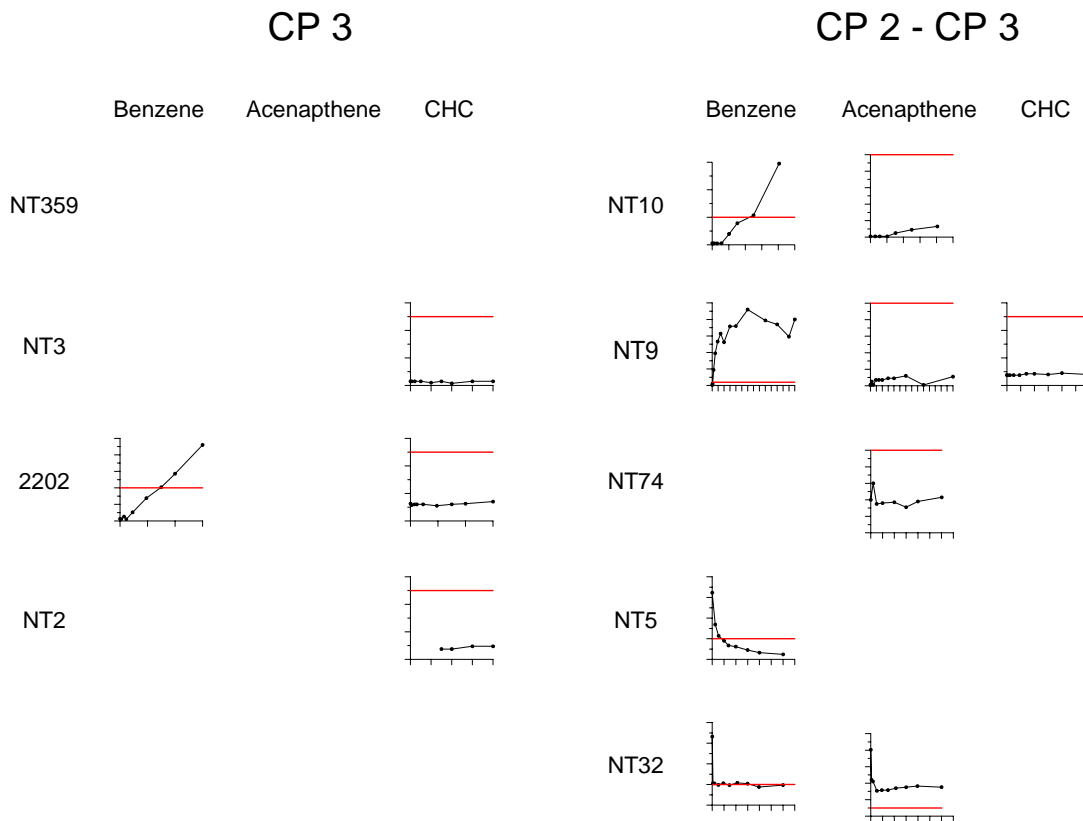 CP 3
CP 2 - CP 3
Benzene Acenapthene CHC
Benzene Acenapthene CHC
NT359
NT10
NT3
NT9
2202
NT74
NT2
NT5
NT32